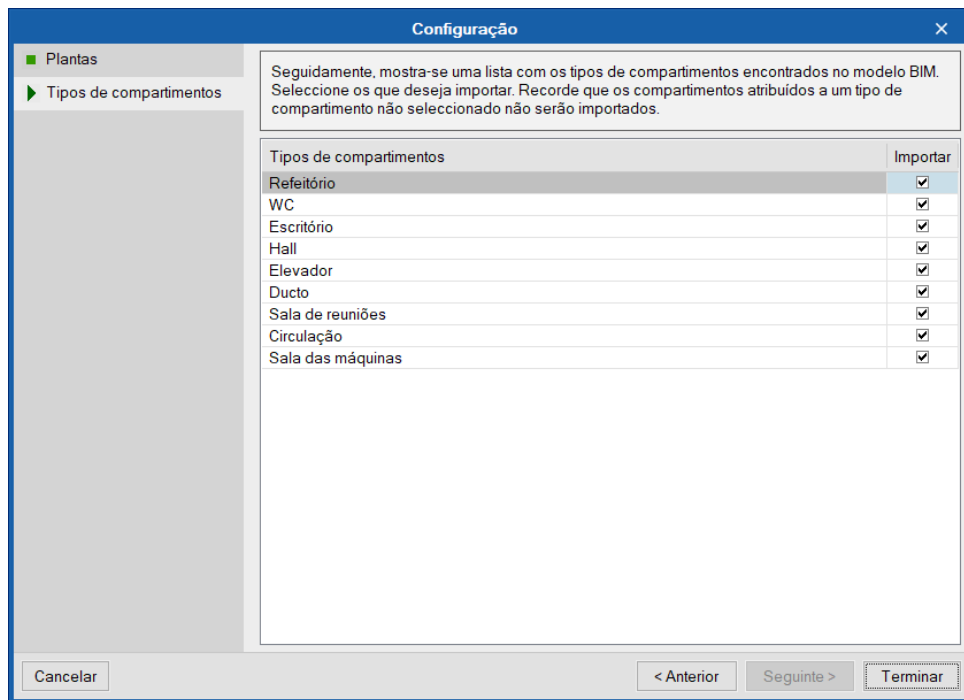 Configuração
Plantas
Tipos de compartimentos
Seguidamente, mostra-se uma lista com os tipos de compartimentos encontrados no modelo BIM.
Seleccione os que deseja importar. Recorde que os compartimentos atribuídos a um tipo de
compartimento não seleccionado não serão importados.
Tipos de compartimentos Importar
Refeitório
WC
Escritório
Hall
Elevador
Ducto
Sala de reuniões
Circulação
Sala das máquinas
Cancelar < Anterior Seguinte > Terminar